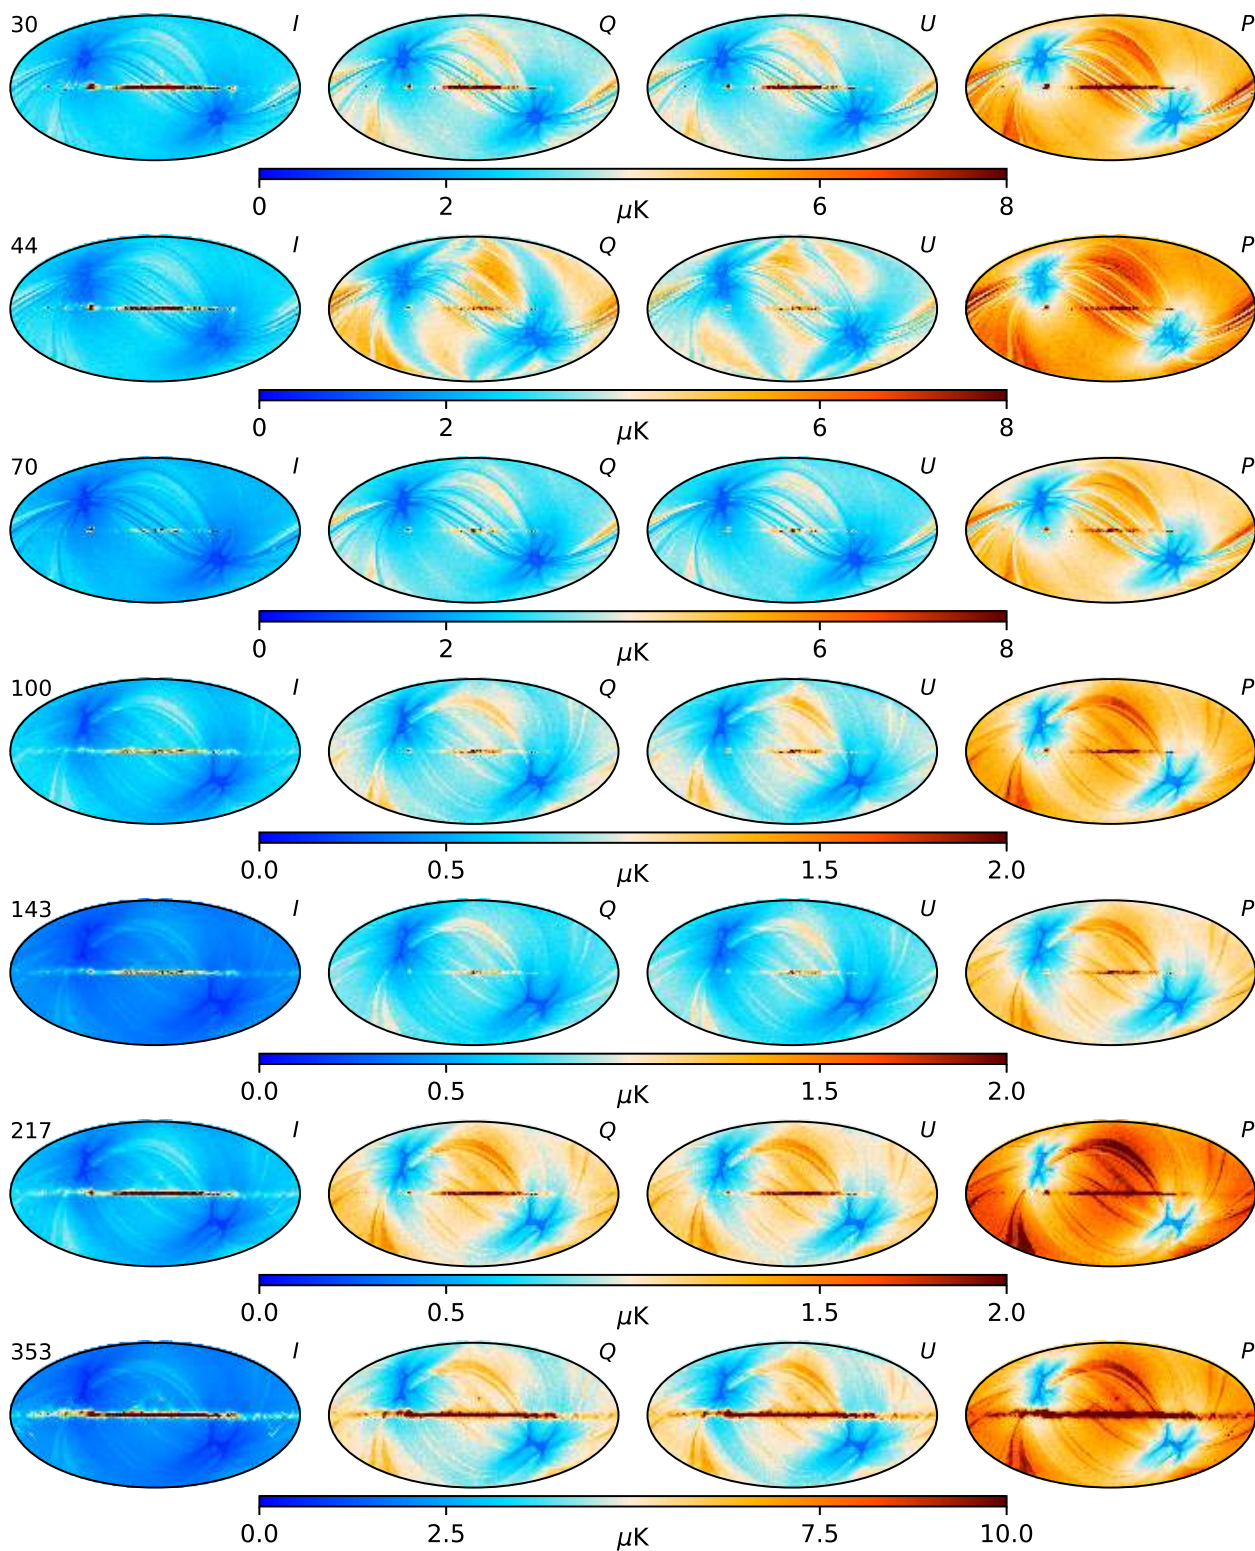 30 I Q U P
0 2 6 8
μK
44 I Q U P
0 2 6 8
μK
70 I Q U P
0 2 6 8
μK
100 I Q U P
0.0 0.5 1.5 2.0
μK
143 I Q U P
0.0 0.5 1.5 2.0
μK
217 I Q U P
0.0 0.5 1.5 2.0
μK
353 I Q U P
0.0 2.5 7.5 10.0
μK